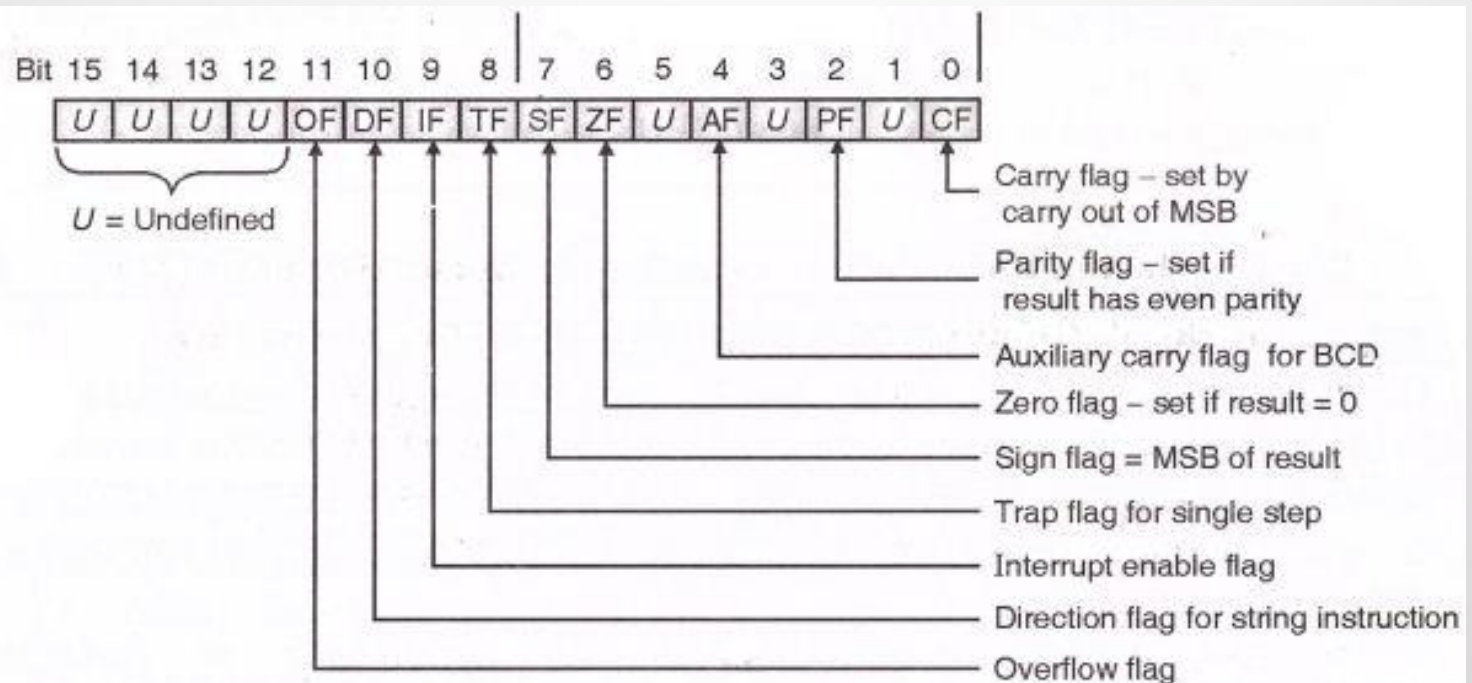 Bit 15 14 13 12 11 10 9 8 7 6 5 4 3 2 1 0
U U U U OF DF IF TF SF ZF U AF U PF U CF
U = Undefined
Carry flag – set by
carry out of MSB
Parity flag – set if
result has even parity
Auxiliary carry flag for BCD
Zero flag – set if result = 0
Sign flag = MSB of result
Trap flag for single step
Interrupt enable flag
Direction flag for string instruction
Overflow flag